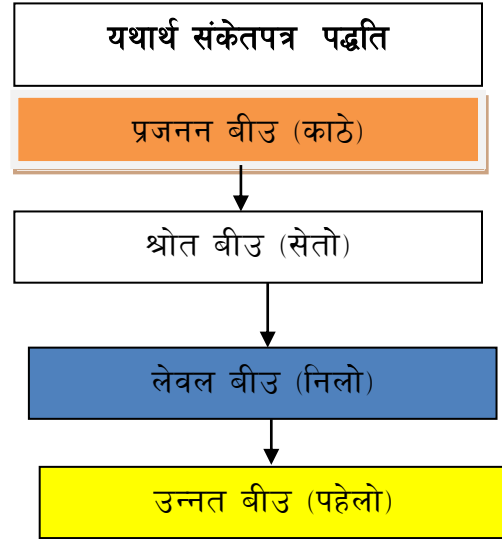 यथार्थ संकेतपत्र पद्धति
प्रजनन बीउ (काठे)
श्रोत बीउ (सेतो)
लेवल बीउ (निलो)
उन्नत बीउ (पहेलो)